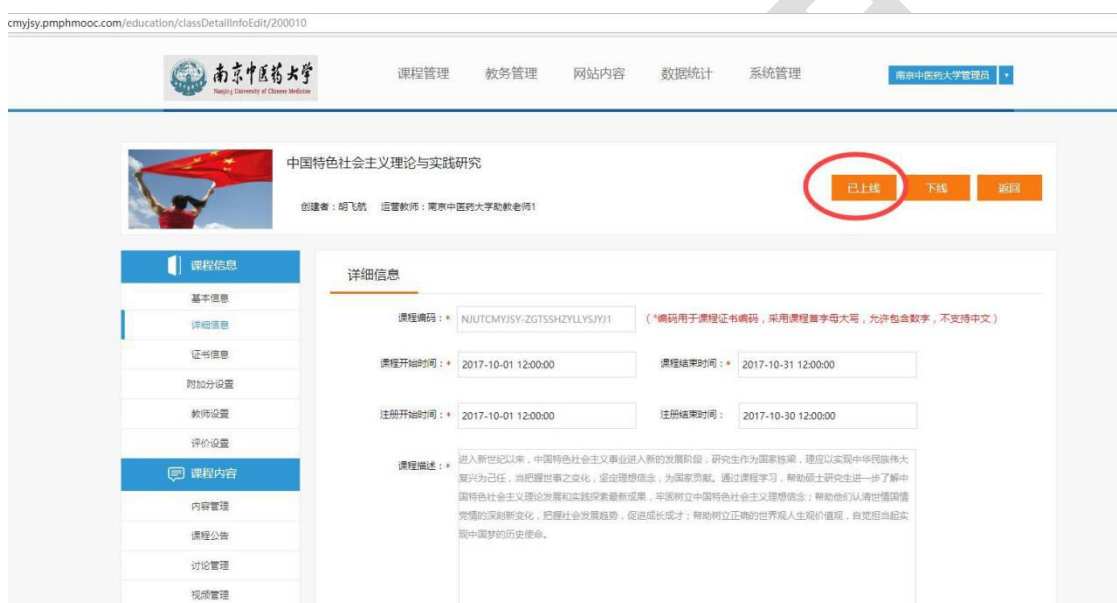 cmyjsy.pmphmooc.com/education/classDetailInfoEdit/200010
南京中医药大学
Nanjing University of Chinese Medicine
课程管理 教务管理 网站内容 数据统计 系统管理
南京中医药大学管理员
中国特色社会主义理论与实践研究
已上线 下线 返回
创建者：胡飞航 运营教师：南京中医药大学助教老师1
课程信息
详细信息
基本信息
课程编码：* NJUTCMYJSY-ZGTSSHZYLLYSJYJ1 （*编码用于课程证书编码，采用课程首字母大写，允许包含数字，不支持中文）
详细信息
证书信息
课程开始时间：* 2017-10-01 12:00:00 课程结束时间：* 2017-10-31 12:00:00
附加分设置
教师设置
注册开始时间：* 2017-10-01 12:00:00 注册结束时间： 2017-10-30 12:00:00
评价设置
课程描述：* 进入新世纪以来，中国特色社会主义事业进入新的发展阶段，研究生作为国家栋梁，理应以实现中华民族伟大
复兴为己任，当把握世事之变化，坚定理想信念，为国家贡献。通过课程学习，帮助硕士研究生进一步了解中
国特色社会主义理论发展和实践探索最新成果，牢固树立中国特色社会主义理想信念；帮助他们认清世情国情
党情的深刻新变化，把握社会发展趋势，促进成长成才；帮助树立正确的世界观人生观价值观，自觉担当起实
现中国梦的历史使命。
课程内容
内容管理
课程公告
讨论管理
视频管理